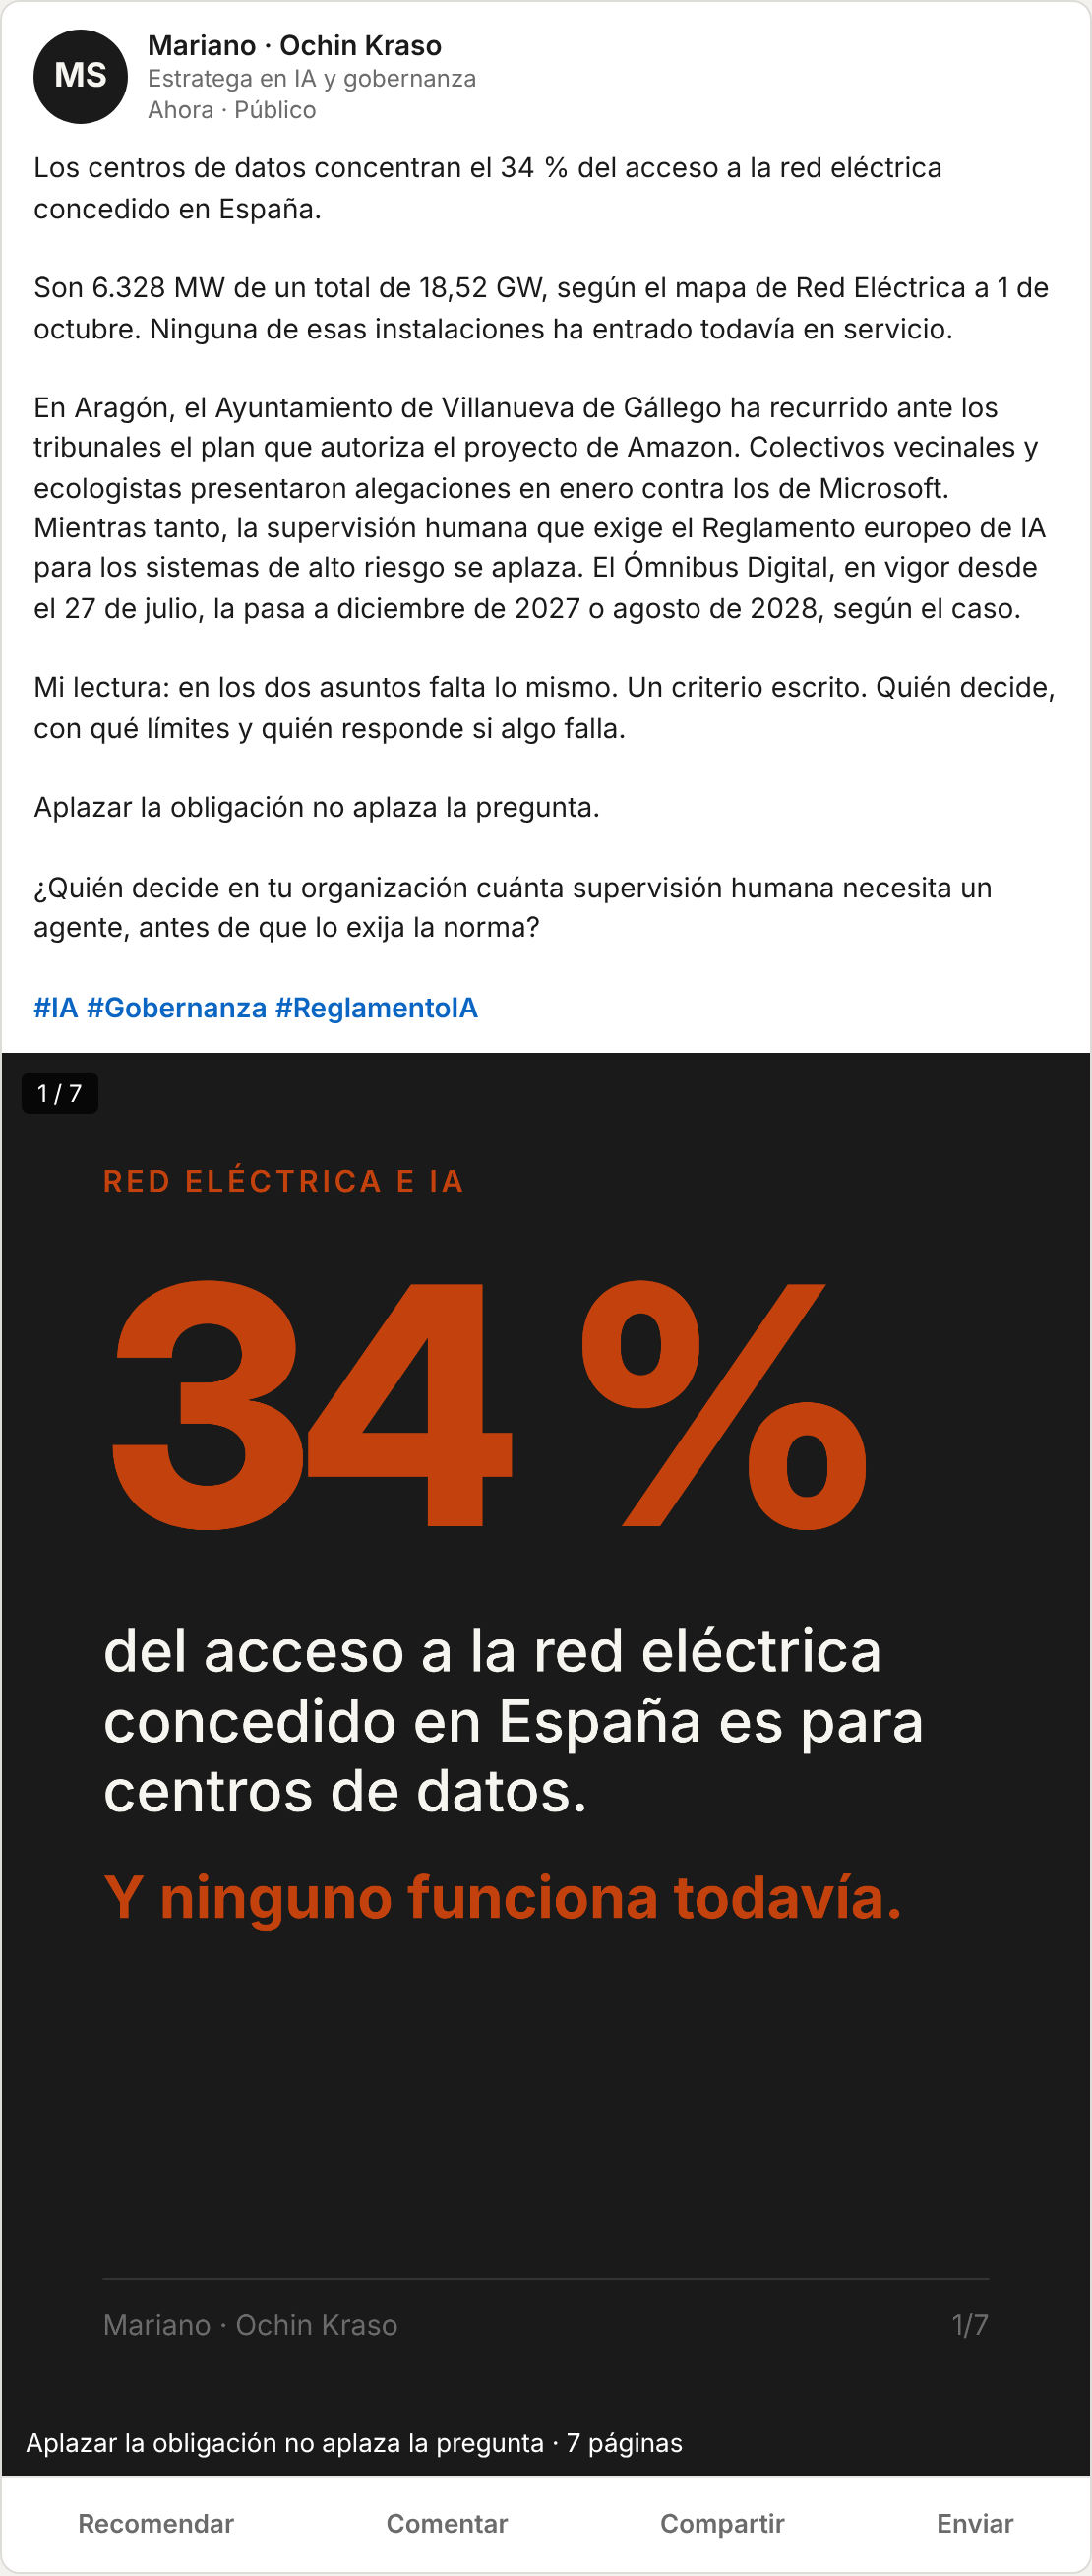 MS
Mariano · Ochin Kraso
Estratega en IA y gobernanza
Ahora · Público
Los centros de datos concentran el 34 % del acceso a la red eléctrica
concedido en España.
Son 6.328 MW de un total de 18,52 GW, según el mapa de Red Eléctrica a 1 de
octubre. Ninguna de esas instalaciones ha entrado todavía en servicio.
En Aragón, el Ayuntamiento de Villanueva de Gállego ha recurrido ante los
tribunales el plan que autoriza el proyecto de Amazon. Colectivos vecinales y
ecologistas presentaron alegaciones en enero contra los de Microsoft.
Mientras tanto, la supervisión humana que exige el Reglamento europeo de IA
para los sistemas de alto riesgo se aplaza. El Ómnibus Digital, en vigor desde
el 27 de julio, la pasa a diciembre de 2027 o agosto de 2028, según el caso.
Mi lectura: en los dos asuntos falta lo mismo. Un criterio escrito. Quién decide,
con qué límites y quién responde si algo falla.
Aplazar la obligación no aplaza la pregunta.
¿Quién decide en tu organización cuánta supervisión humana necesita un
agente, antes de que lo exija la norma?
#IA #Gobernanza #ReglamentoIA
1 / 7
RED ELÉCTRICA E IA
34 %
del acceso a la red eléctrica
concedido en España es para
centros de datos.
Y ninguno funciona todavía.
Mariano · Ochin Kraso 1/7
Aplazar la obligación no aplaza la pregunta · 7 páginas
Recomendar Comentar Compartir Enviar